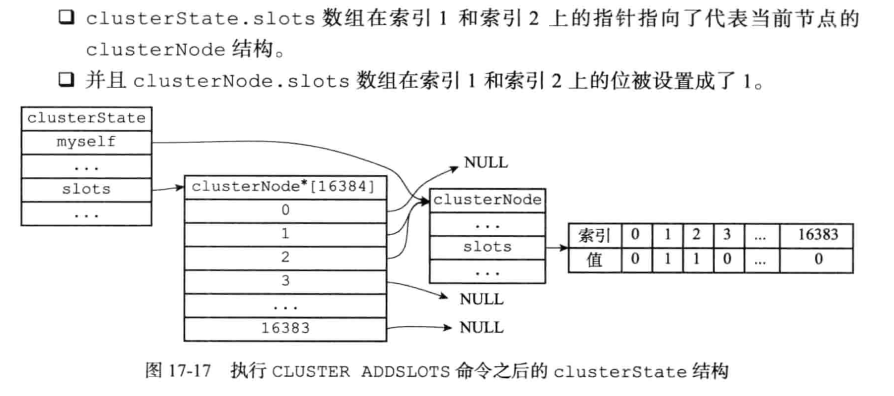 ❑ clusterState.slots 数组在索引 1 和索引 2 上的指针指向了代表当前节点的
clusterNode 结构。
❑ 并且 clusterNode.slots 数组在索引 1 和索引 2 上的位被设置成了 1。
clusterState
myself
...
slots
...
clusterNode*[16384]
0
1
2
3
...
16383
NULL
NULL
NULL
clusterNode
...
slots
...
索引 0 1 2 3 ... 16383
值 0 1 1 0 ... 0
图 17-17 执行 CLUSTER ADDSLOTS 命令之后的 clusterState 结构